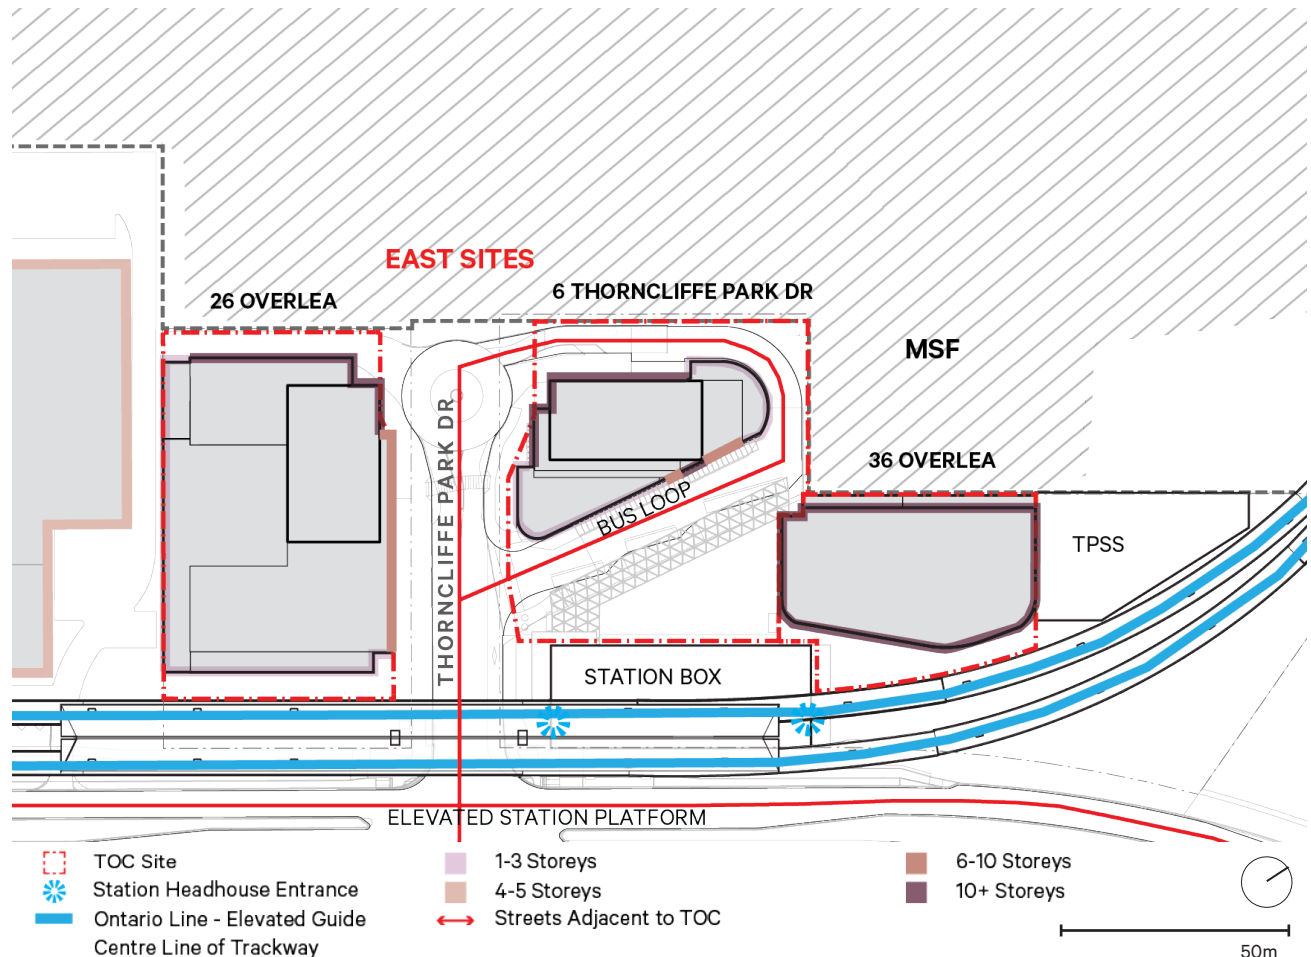 EAST SITES
26 OVERLEA
6 THORNCLIFFE PARK DR
MSF
36 OVERLEA
THORNCLIFFE PARK DR
BUS LOOP
TPSS
STATION BOX
ELEVATED STATION PLATFORM
TOC Site
Station Headhouse Entrance
Ontario Line - Elevated Guide
Centre Line of Trackway
1-3 Storeys
4-5 Storeys
Streets Adjacent to TOC
6-10 Storeys
10+ Storeys
50m